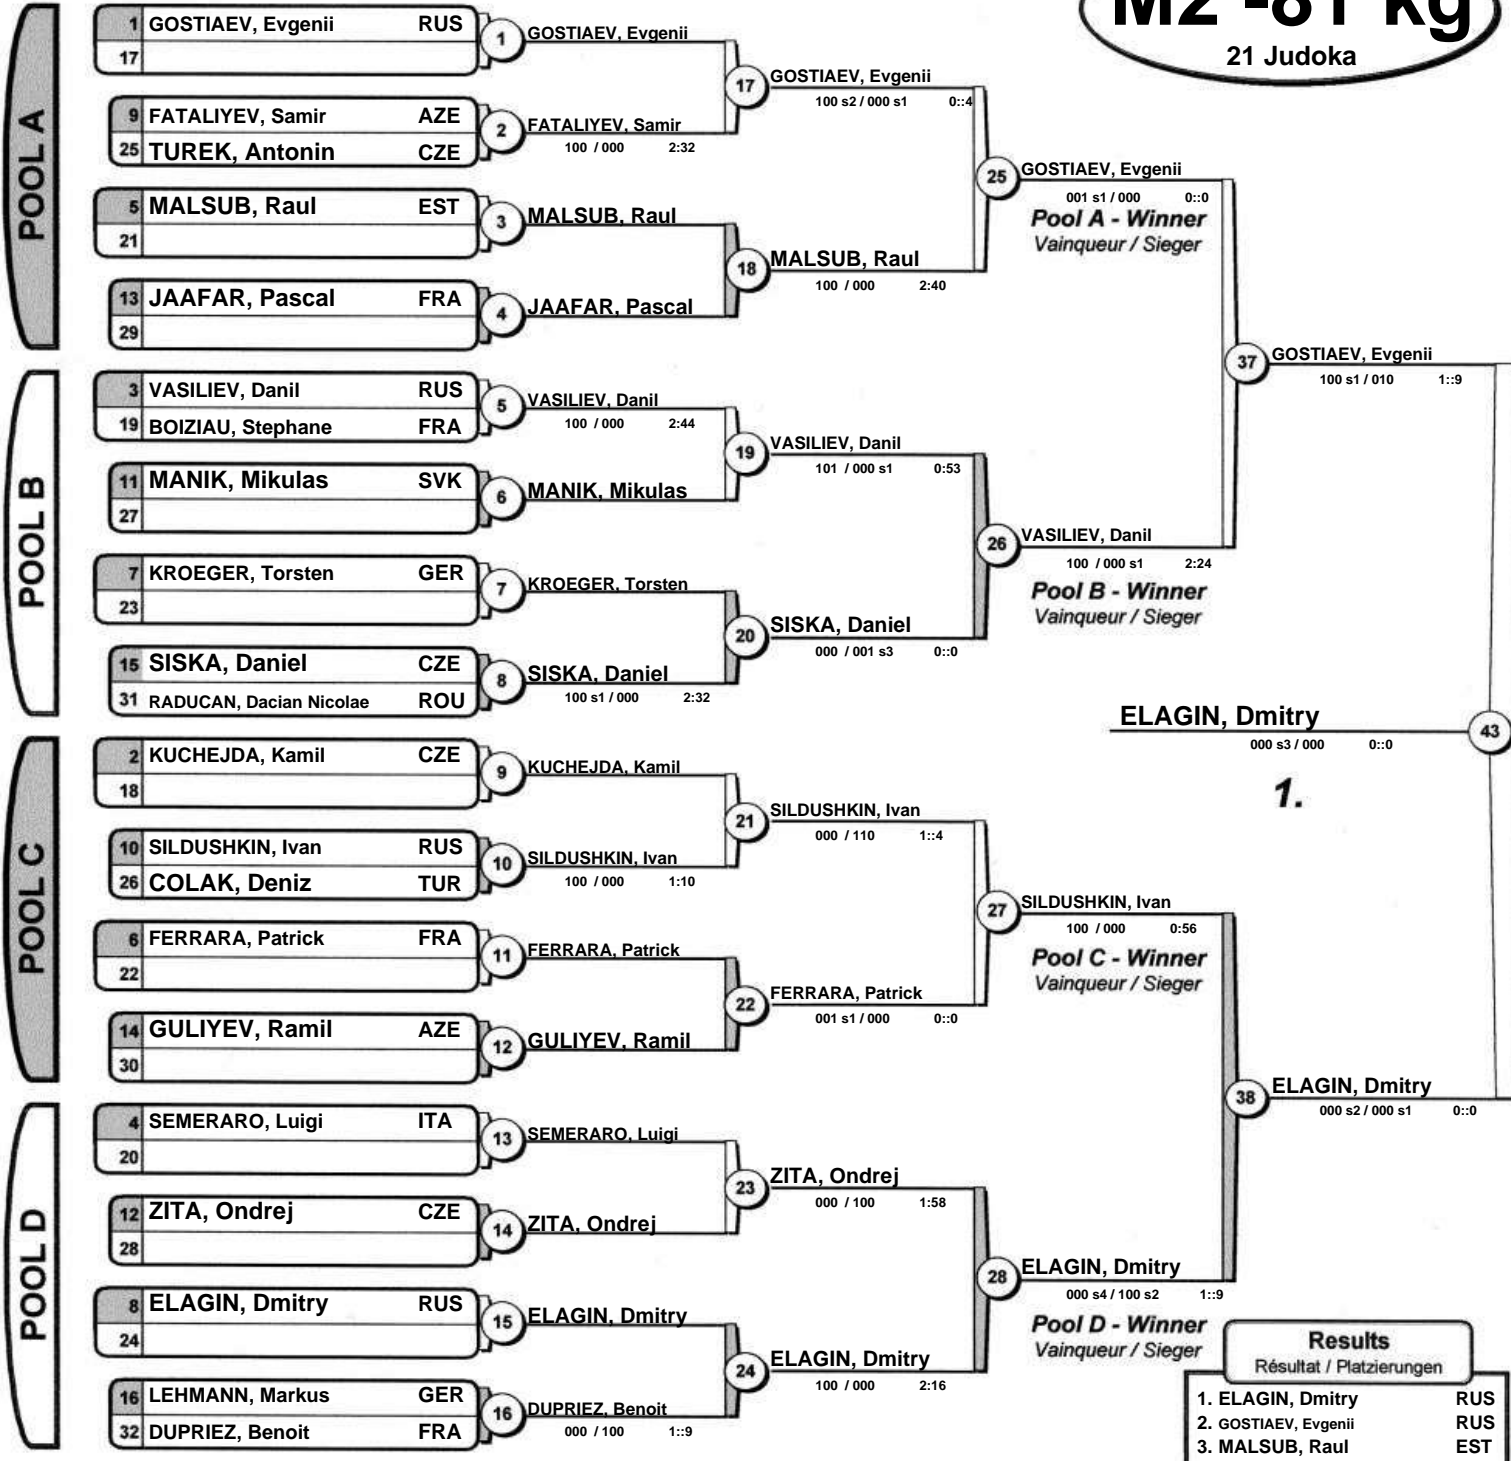 M2 -81 kg
21 Judoka
POOL A
1 GOSTIAEV, Evgenii RUS
17
1 GOSTIAEV, Evgenii
9 FATALIYEV, Samir AZE
25 TUREK, Antonin CZE
2 FATALIYEV, Samir
100 / 000 2:32
17 GOSTIAEV, Evgenii
100 s2 / 000 s1 0::4
5 MALSUB, Raul EST
21
3 MALSUB, Raul
13 JAAFAR, Pascal FRA
29
4 JAAFAR, Pascal
18 MALSUB, Raul
100 / 000 2:40
25 GOSTIAEV, Evgenii
001 s1 / 000 0::0
Pool A - Winner
Vainqueur / Sieger
POOL B
3 VASILIEV, Danil RUS
19 BOIZIAU, Stephane FRA
5 VASILIEV, Danil
100 / 000 2:44
11 MANIK, Mikulas SVK
27
6 MANIK, Mikulas
19 VASILIEV, Danil
101 / 000 s1 0:53
7 KROEGER, Torsten GER
23
7 KROEGER, Torsten
15 SISKA, Daniel CZE
31 RADUCAN, Dacian Nicolae ROU
8 SISKA, Daniel
100 s1 / 000 2:32
20 SISKA, Daniel
000 / 001 s3 0::0
26 VASILIEV, Danil
100 / 000 s1 2:24
Pool B - Winner
Vainqueur / Sieger
37 GOSTIAEV, Evgenii
100 s1 / 010 1::9
ELAGIN, Dmitry 43
000 s3 / 000 0::0
1.
POOL C
2 KUCHEJDA, Kamil CZE
18
9 KUCHEJDA, Kamil
10 SILDUSHKIN, Ivan RUS
26 COLAK, Deniz TUR
10 SILDUSHKIN, Ivan
100 / 000 1:10
21 SILDUSHKIN, Ivan
000 / 110 1::4
6 FERRARA, Patrick FRA
22
11 FERRARA, Patrick
14 GULIYEV, Ramil AZE
30
12 GULIYEV, Ramil
22 FERRARA, Patrick
001 s1 / 000 0::0
27 SILDUSHKIN, Ivan
100 / 000 0:56
Pool C - Winner
Vainqueur / Sieger
POOL D
4 SEMERARO, Luigi ITA
20
13 SEMERARO, Luigi
12 ZITA, Ondrej CZE
28
14 ZITA, Ondrej
23 ZITA, Ondrej
000 / 100 1:58
8 ELAGIN, Dmitry RUS
24
15 ELAGIN, Dmitry
16 LEHMANN, Markus GER
32 DUPRIEZ, Benoit FRA
16 DUPRIEZ, Benoit
000 / 100 1::9
24 ELAGIN, Dmitry
100 / 000 2:16
28 ELAGIN, Dmitry
000 s4 / 100 s2 1::9
Pool D - Winner
Vainqueur / Sieger
38 ELAGIN, Dmitry
000 s2 / 000 s1 0::0
Results
Résultat / Platzierungen
1. ELAGIN, Dmitry RUS
2. GOSTIAEV, Evgenii RUS
3. MALSUB, Raul EST